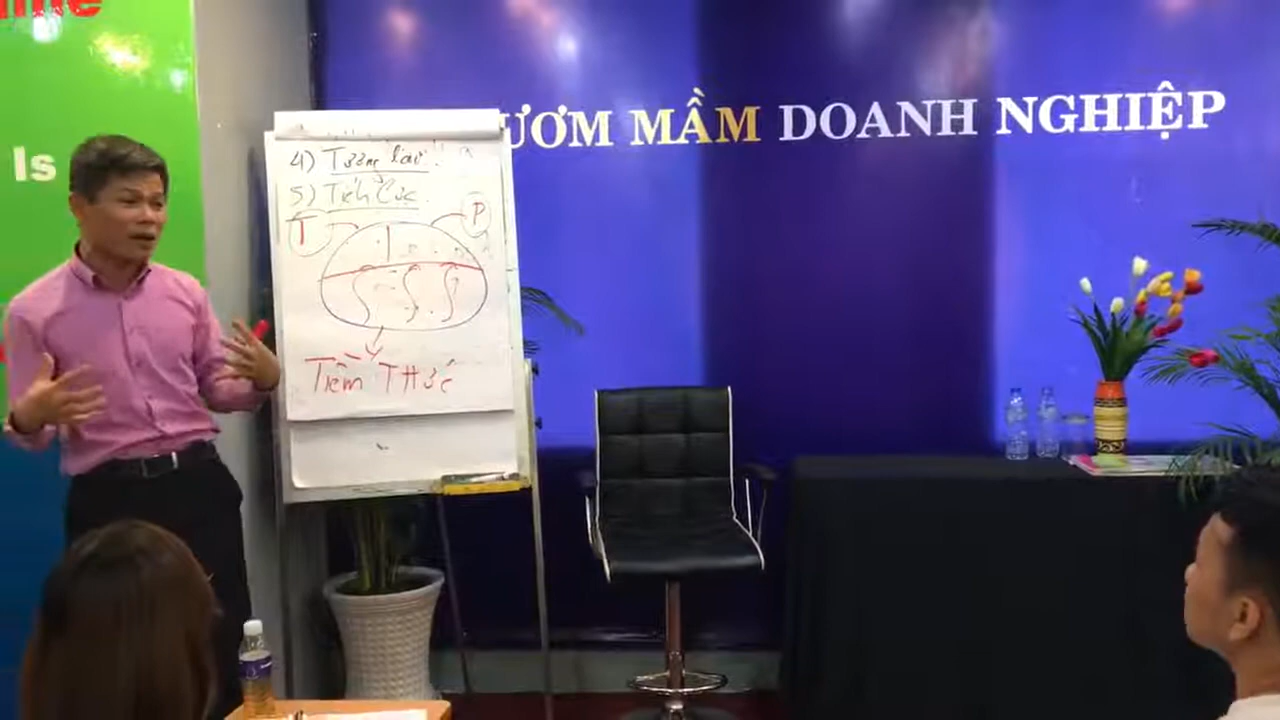 Is
ƯƠM MẦM DOANH NGHIỆP
4) Tương lai
5) Tích Cực
T
P
Tiềm Thức